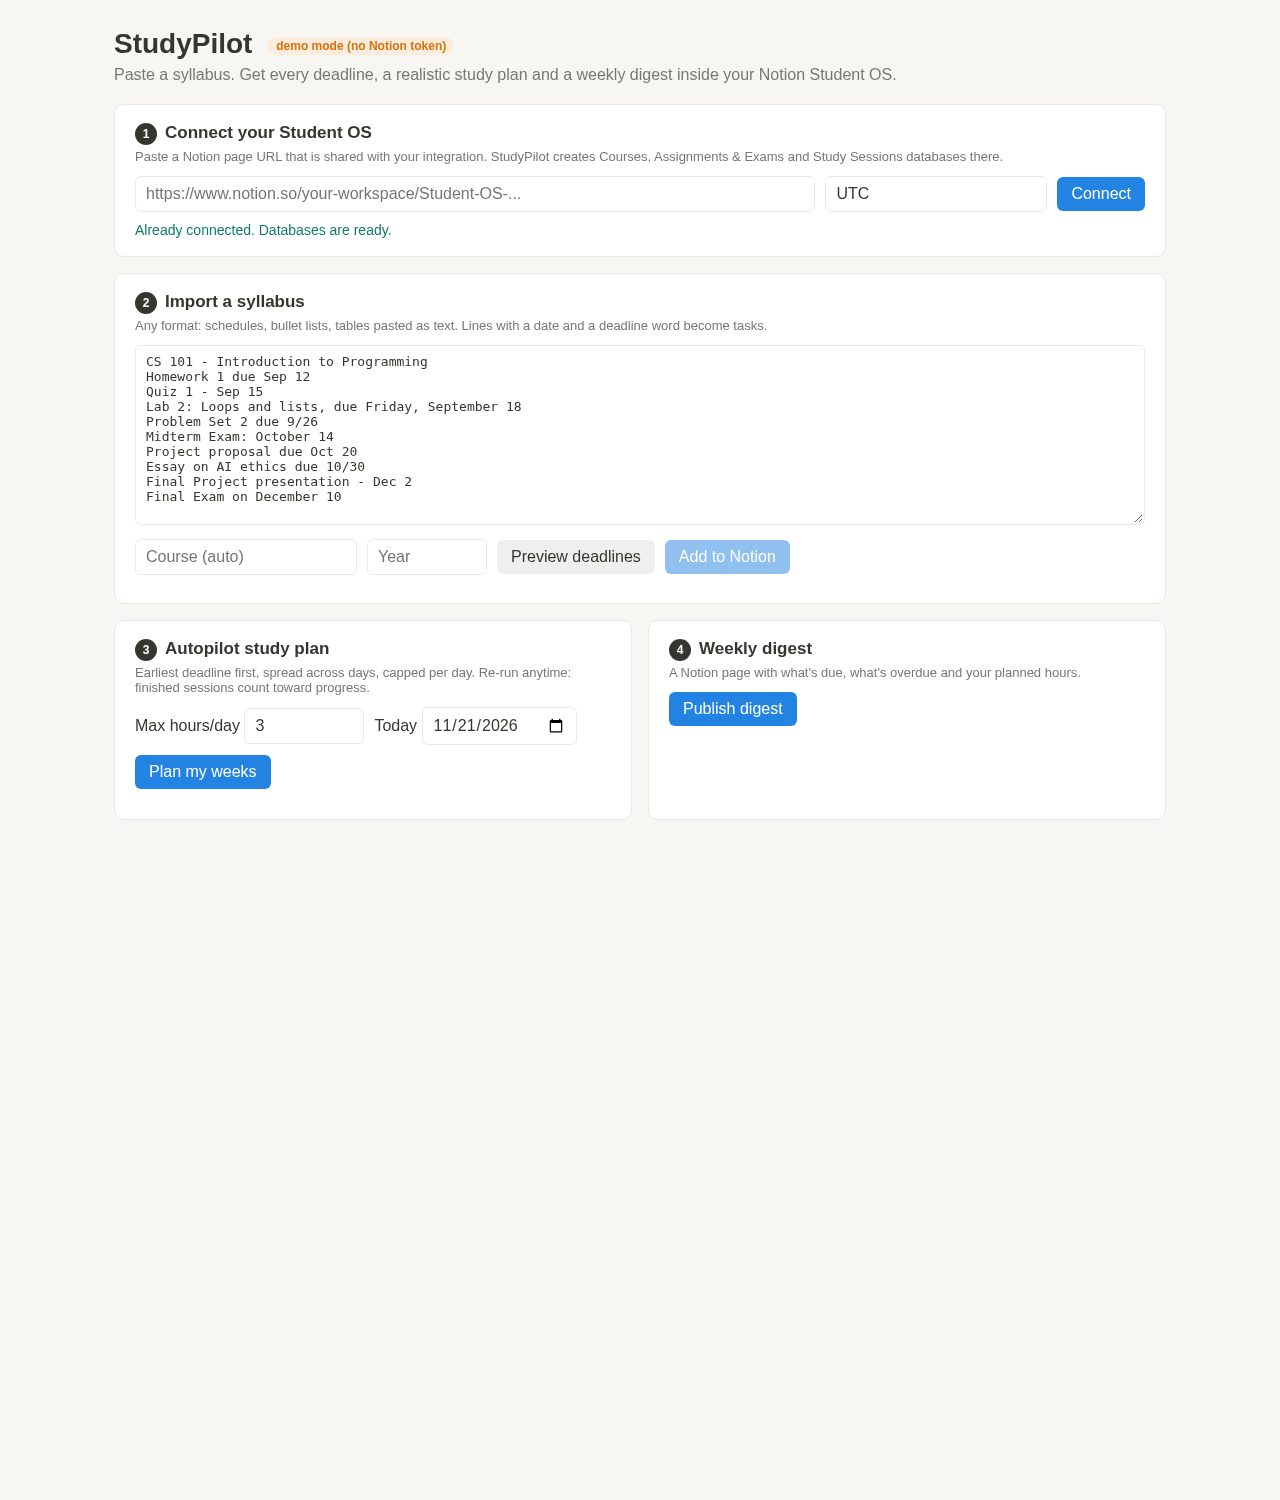 StudyPilot demo mode (no Notion token)
Paste a syllabus. Get every deadline, a realistic study plan and a weekly digest inside your Notion Student OS.
1 Connect your Student OS
Paste a Notion page URL that is shared with your integration. StudyPilot creates Courses, Assignments & Exams and Study Sessions databases there.
https://www.notion.so/your-workspace/Student-OS-... UTC Connect
Already connected. Databases are ready.
2 Import a syllabus
Any format: schedules, bullet lists, tables pasted as text. Lines with a date and a deadline word become tasks.
CS 101 - Introduction to Programming
Homework 1 due Sep 12
Quiz 1 - Sep 15
Lab 2: Loops and lists, due Friday, September 18
Problem Set 2 due 9/26
Midterm Exam: October 14
Project proposal due Oct 20
Essay on AI ethics due 10/30
Final Project presentation - Dec 2
Final Exam on December 10
Course (auto) Year Preview deadlines Add to Notion
3 Autopilot study plan
Earliest deadline first, spread across days, capped per day. Re-run anytime:
finished sessions count toward progress.
Max hours/day 3 Today 11/21/2026
Plan my weeks
4 Weekly digest
A Notion page with what's due, what's overdue and your planned hours.
Publish digest